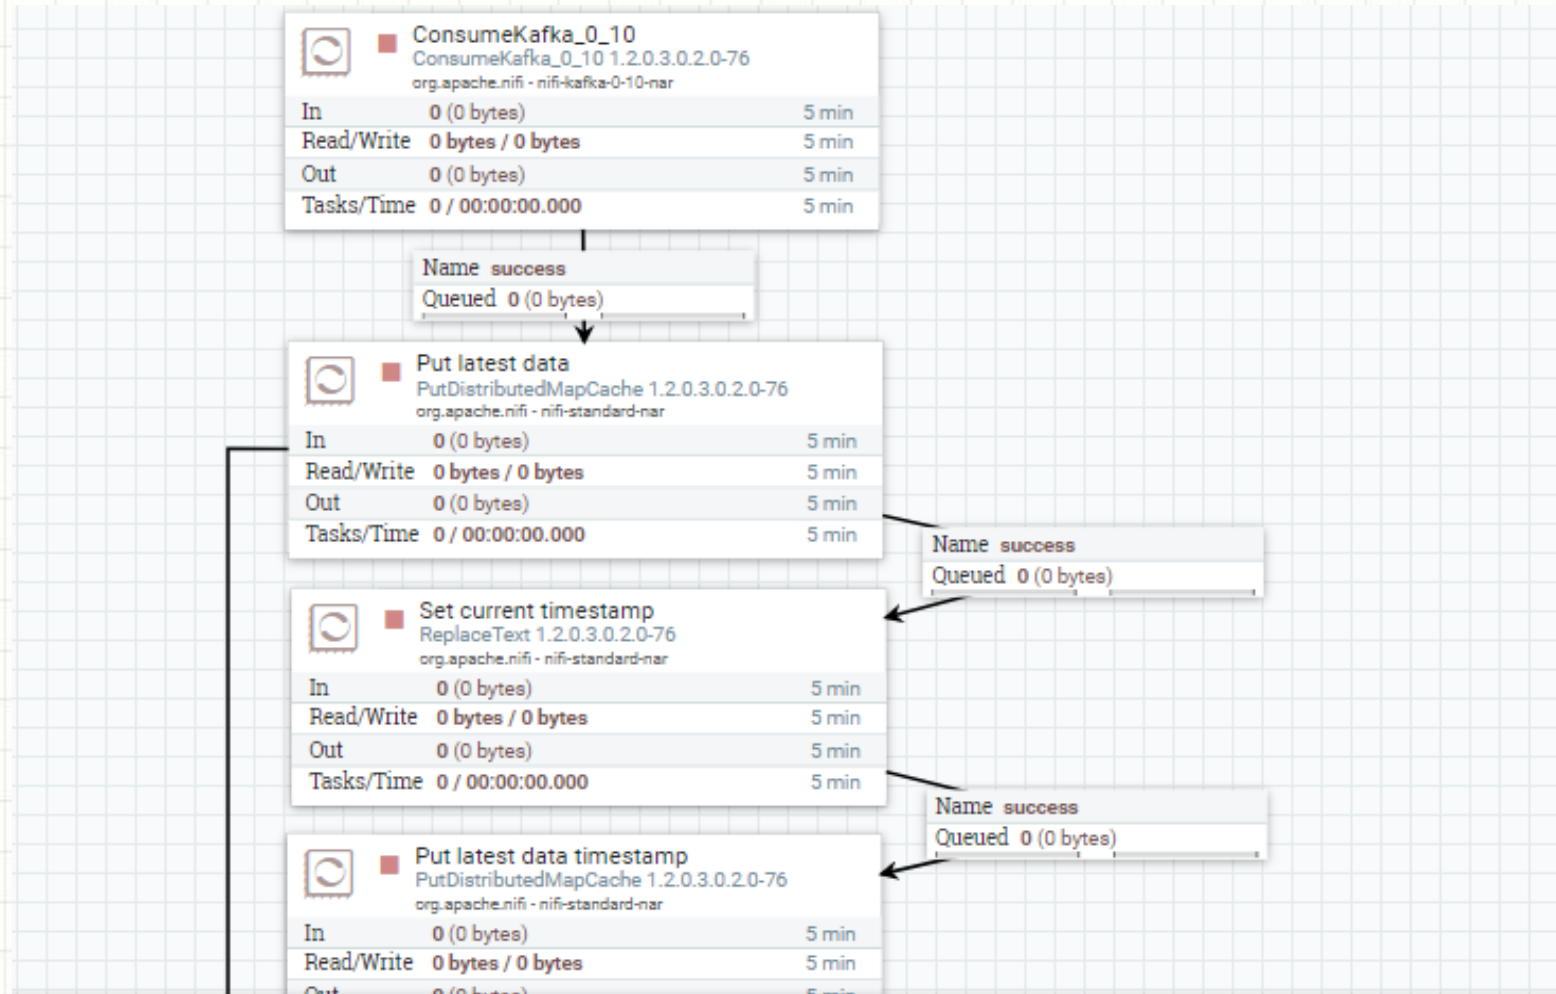 ConsumeKafka_0_10
ConsumeKafka_0_10 1.2.0.3.0.2.0-76
org.apache.nifi - nifi-kafka-0-10-nar
In 0 (0 bytes) 5 min
Read/Write 0 bytes / 0 bytes 5 min
Out 0 (0 bytes) 5 min
Tasks/Time 0 / 00:00:00.000 5 min
Name success
Queued 0 (0 bytes)
Put latest data
PutDistributedMapCache 1.2.0.3.0.2.0-76
org.apache.nifi - nifi-standard-nar
In 0 (0 bytes) 5 min
Read/Write 0 bytes / 0 bytes 5 min
Out 0 (0 bytes) 5 min
Tasks/Time 0 / 00:00:00.000 5 min
Name success
Queued 0 (0 bytes)
Set current timestamp
ReplaceText 1.2.0.3.0.2.0-76
org.apache.nifi - nifi-standard-nar
In 0 (0 bytes) 5 min
Read/Write 0 bytes / 0 bytes 5 min
Out 0 (0 bytes) 5 min
Tasks/Time 0 / 00:00:00.000 5 min
Name success
Queued 0 (0 bytes)
Put latest data timestamp
PutDistributedMapCache 1.2.0.3.0.2.0-76
org.apache.nifi - nifi-standard-nar
In 0 (0 bytes) 5 min
Read/Write 0 bytes / 0 bytes 5 min
Out 0 (0 bytes) 5 min